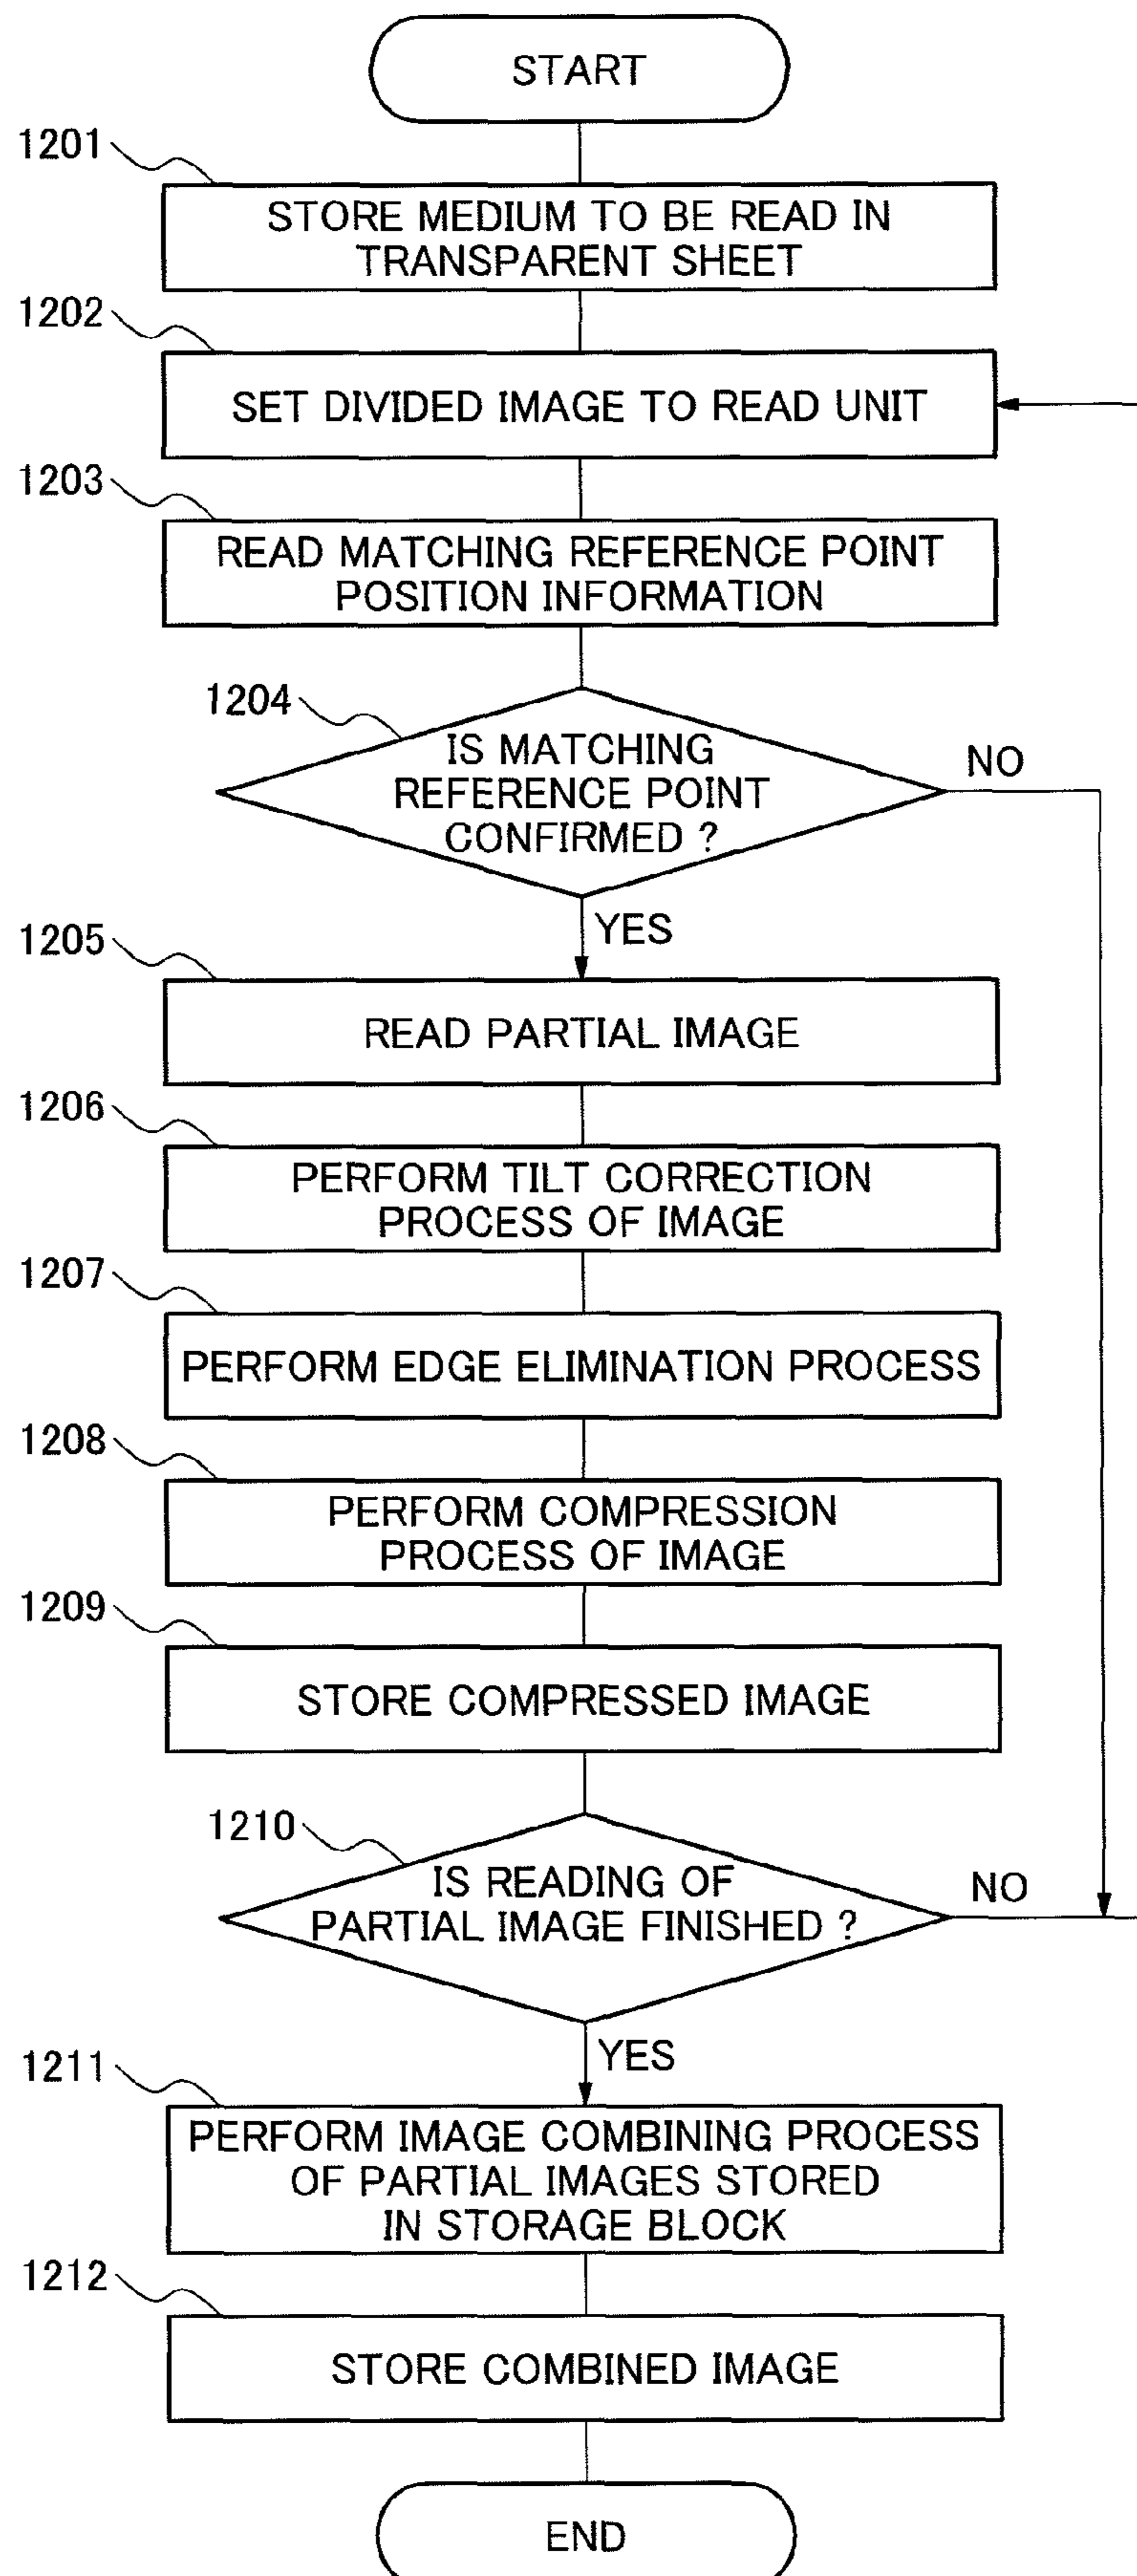 START
1201
STORE MEDIUM TO BE READ IN
TRANSPARENT SHEET
1202
SET DIVIDED IMAGE TO READ UNIT
1203
READ MATCHING REFERENCE POINT
POSITION INFORMATION
1204
IS MATCHING
REFERENCE POINT
CONFIRMED ?
NO
YES
1205
READ PARTIAL IMAGE
1206
PERFORM TILT CORRECTION
PROCESS OF IMAGE
1207
PERFORM EDGE ELIMINATION PROCESS
1208
PERFORM COMPRESSION
PROCESS OF IMAGE
1209
STORE COMPRESSED IMAGE
1210
IS READING OF
PARTIAL IMAGE FINISHED ?
NO
YES
1211
PERFORM IMAGE COMBINING PROCESS
OF PARTIAL IMAGES STORED
IN STORAGE BLOCK
1212
STORE COMBINED IMAGE
END